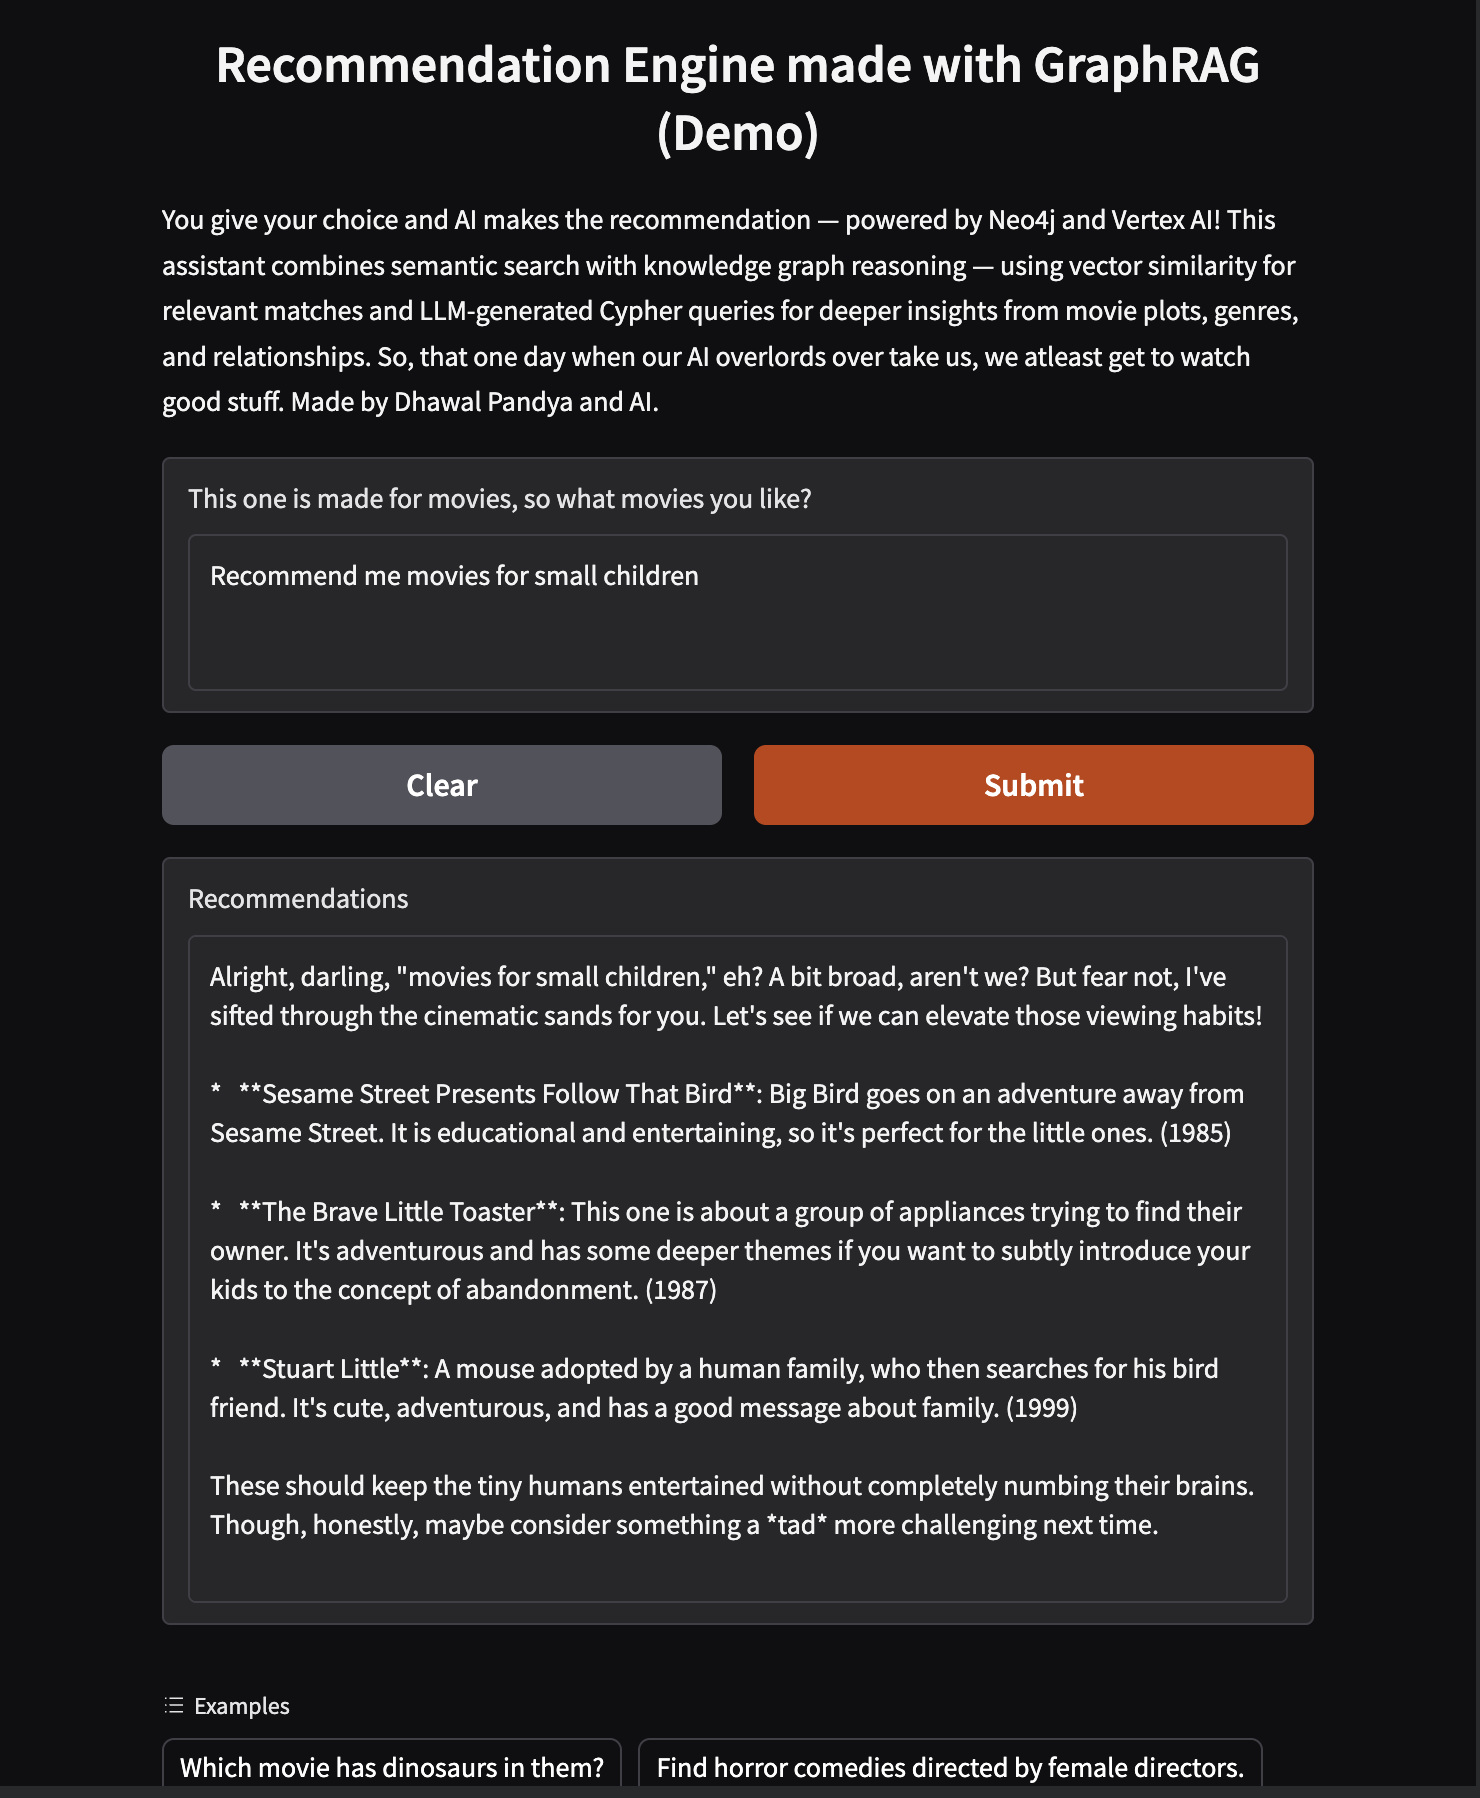 Recommendation Engine made with GraphRAG
(Demo)
You give your choice and AI makes the recommendation — powered by Neo4j and Vertex AI! This
assistant combines semantic search with knowledge graph reasoning — using vector similarity for
relevant matches and LLM-generated Cypher queries for deeper insights from movie plots, genres,
and relationships. So, that one day when our AI overlords over take us, we atleast get to watch
good stuff. Made by Dhawal Pandya and AI.
This one is made for movies, so what movies you like?
Recommend me movies for small children
Clear
Submit
Recommendations
Alright, darling, "movies for small children," eh? A bit broad, aren't we? But fear not, I've
sifted through the cinematic sands for you. Let's see if we can elevate those viewing habits!
*   **Sesame Street Presents Follow That Bird**: Big Bird goes on an adventure away from
Sesame Street. It is educational and entertaining, so it's perfect for the little ones. (1985)
*   **The Brave Little Toaster**: This one is about a group of appliances trying to find their
owner. It's adventurous and has some deeper themes if you want to subtly introduce your
kids to the concept of abandonment. (1987)
*   **Stuart Little**: A mouse adopted by a human family, who then searches for his bird
friend. It's cute, adventurous, and has a good message about family. (1999)
These should keep the tiny humans entertained without completely numbing their brains.
Though, honestly, maybe consider something a *tad* more challenging next time.
Examples
Which movie has dinosaurs in them?
Find horror comedies directed by female directors.